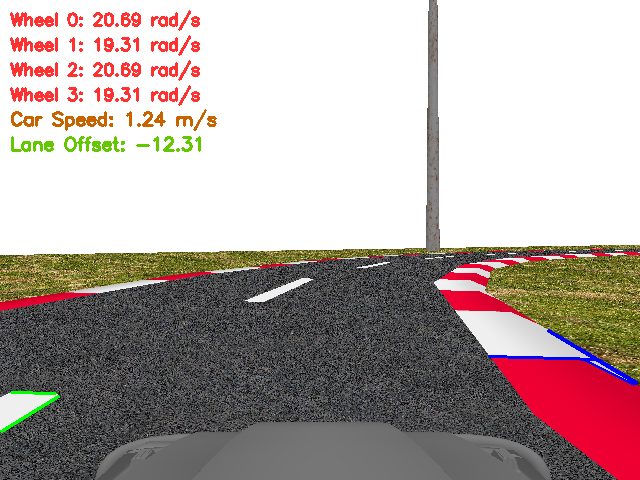 Wheel 0: 20.69 rad/s
Wheel 1: 19.31 rad/s
Wheel 2: 20.69 rad/s
Wheel 3: 19.31 rad/s
Car Speed: 1.24 m/s
Lane Offset: -12.31